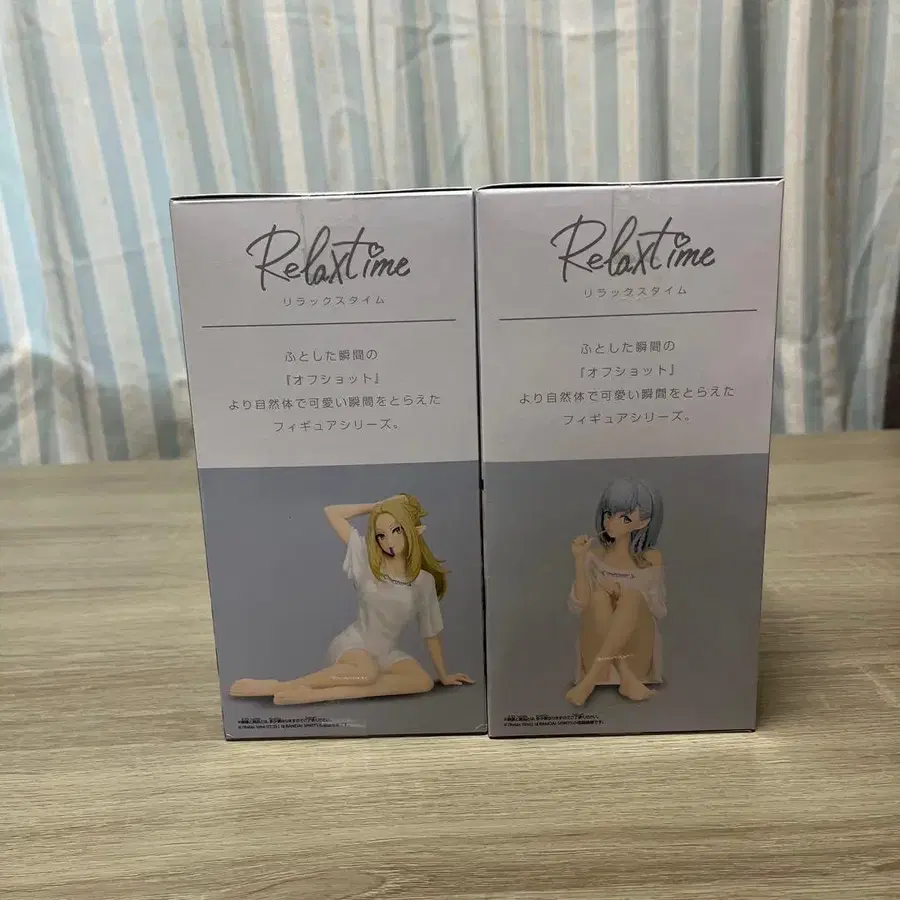 Relaxtime
リラックスタイム
ふとした瞬間の
『オフショット』
より自然体で可愛い瞬間をとらえた
フィギュアシリーズ。
Relaxtime
リラックスタイム
ふとした瞬間の
『オフショット』
より自然体で可愛い瞬間をとらえた
フィギュアシリーズ。